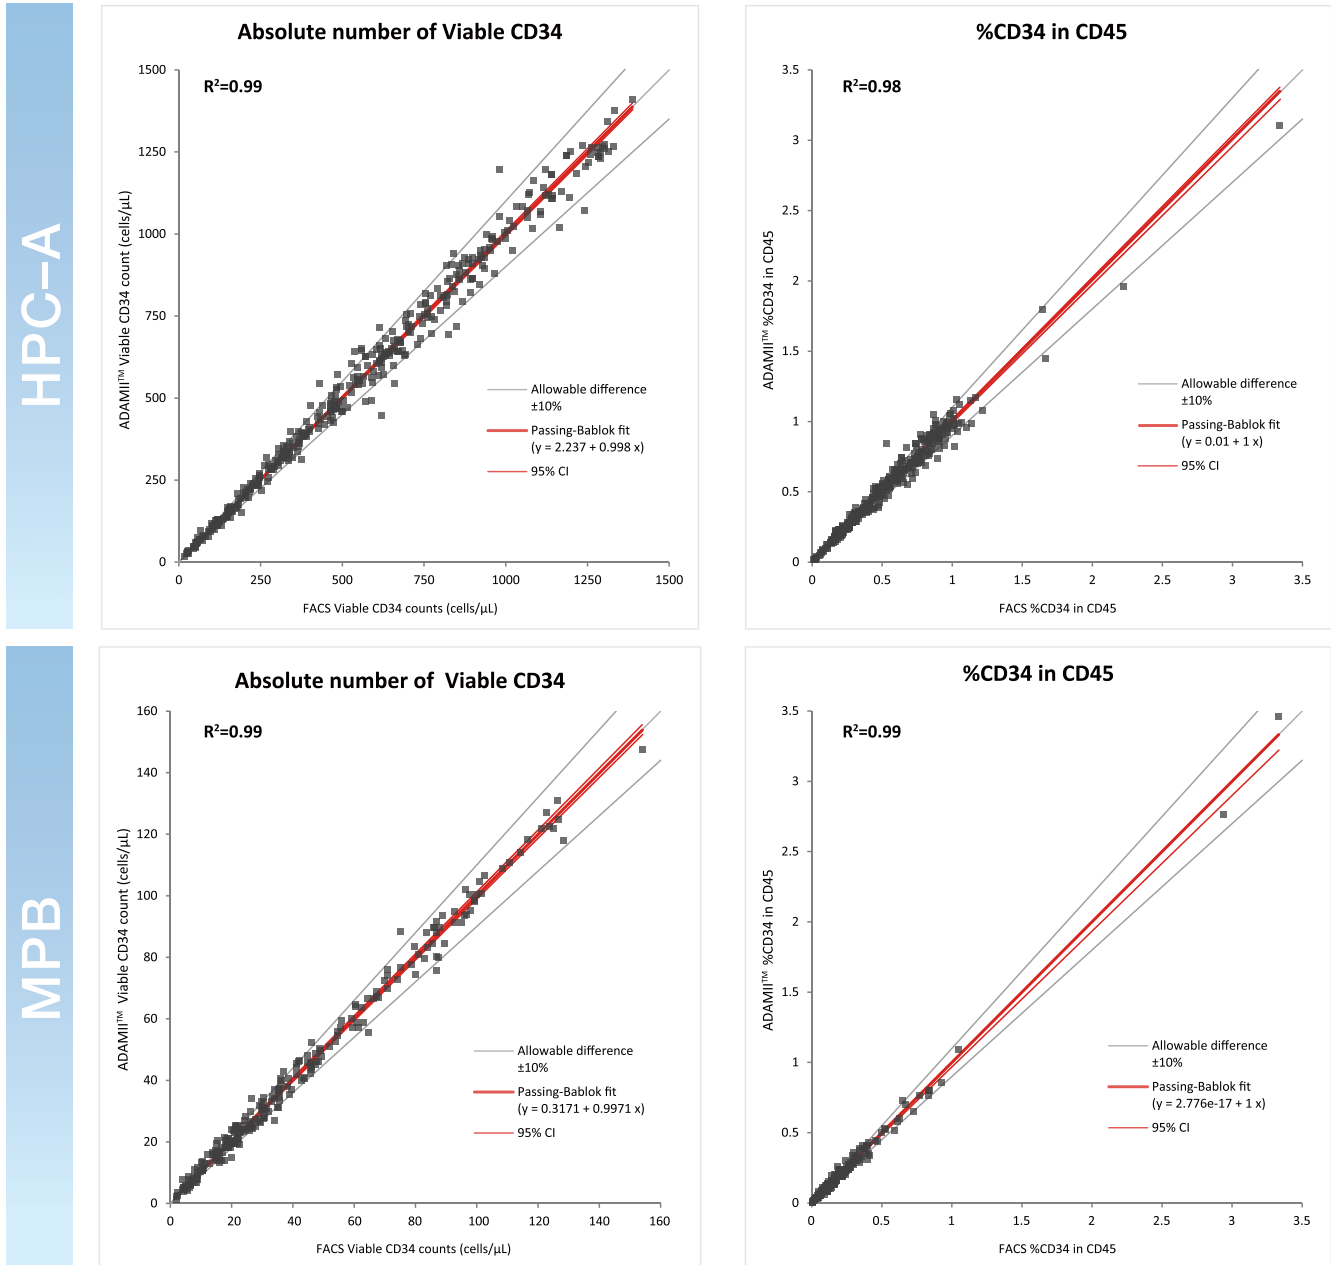 HPC–A
Absolute number of Viable CD34
R²=0.99
ADAMII™ Viable CD34 count (cells/µL)
1500
1250
1000
750
500
250
0
0 250 500 750 1000 1250 1500
FACS Viable CD34 counts (cells/µL)
Allowable difference
±10%
Passing-Bablok fit
(y = 2.237 + 0.998 x)
95% CI
%CD34 in CD45
R²=0.98
ADAMII™ %CD34 in CD45
3.5
3
2.5
2
1.5
1
0.5
0
0 0.5 1 1.5 2 2.5 3 3.5
FACS %CD34 in CD45
Allowable difference
±10%
Passing-Bablok fit
(y = 0.01 + 1 x)
95% CI
MPB
Absolute number of Viable CD34
R²=0.99
ADAMII™ Viable CD34 count (cells/µL)
160
140
120
100
80
60
40
20
0
0 20 40 60 80 100 120 140 160
FACS Viable CD34 counts (cells/µL)
Allowable difference
±10%
Passing-Bablok fit
(y = 0.3171 + 0.9971 x)
95% CI
%CD34 in CD45
R²=0.99
ADAMII™ %CD34 in CD45
3.5
3
2.5
2
1.5
1
0.5
0
0 0.5 1 1.5 2 2.5 3 3.5
FACS %CD34 in CD45
Allowable difference
±10%
Passing-Bablok fit
(y = 2.776e-17 + 1 x)
95% CI